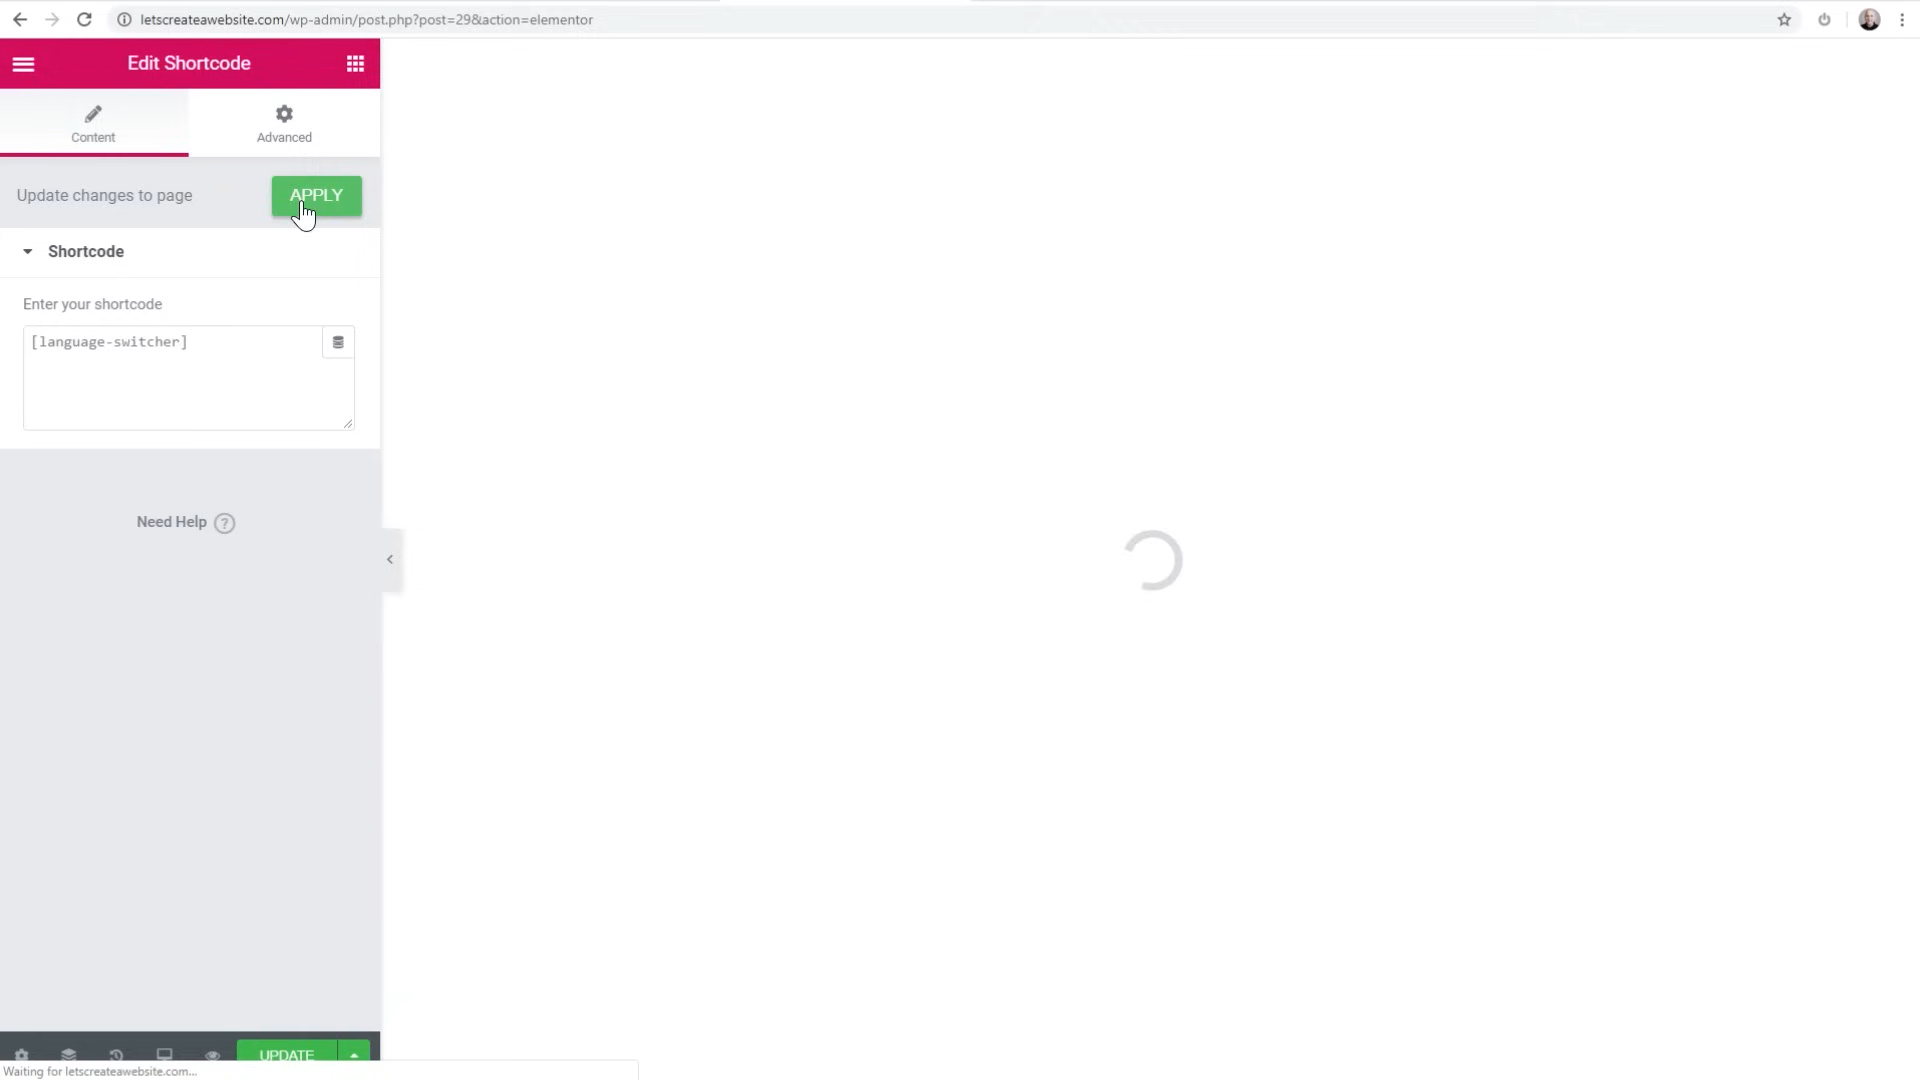 letscreateawebsite.com/wp-admin/post.php?post=29&action=elementor
Edit Shortcode
Content
Advanced
Update changes to page
APPLY
Shortcode
Enter your shortcode
[language-switcher]
Need Help ?
UPDATE
Waiting for letscreateawebsite.com...